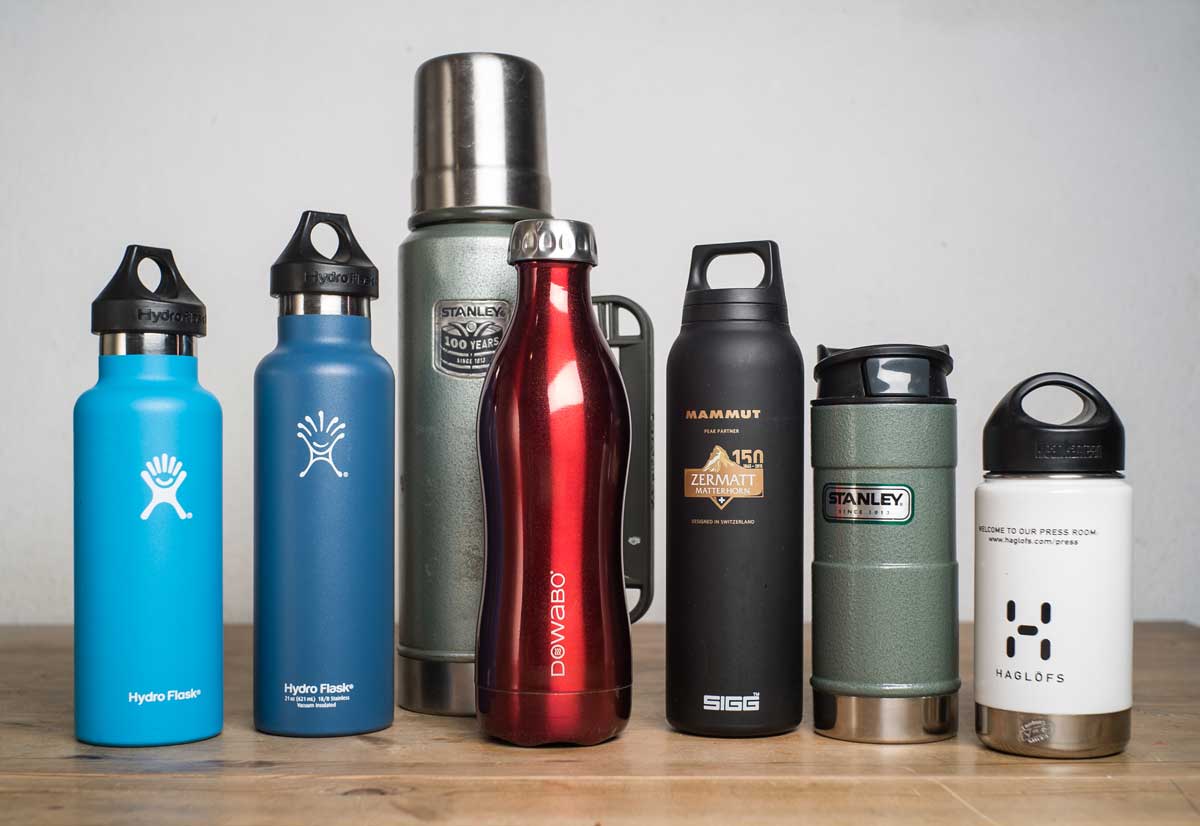 Hydro Flask
Hydro Flask®
Hydro Flask
Hydro Flask®
21 oz (621 mL) 18/8 Stainless
Vacuum Insulated
STANLEY
100 YEARS
SINCE 1913
DOWABO®
MAMMUT
PEAK PARTNER
150
ZERMATT
MATTERHORN
DESIGNED IN SWITZERLAND
SIGG™
STANLEY
SINCE 1913
WELCOME TO OUR PRESS ROOM:
www.haglofs.com/press
H
HAGLÖFS